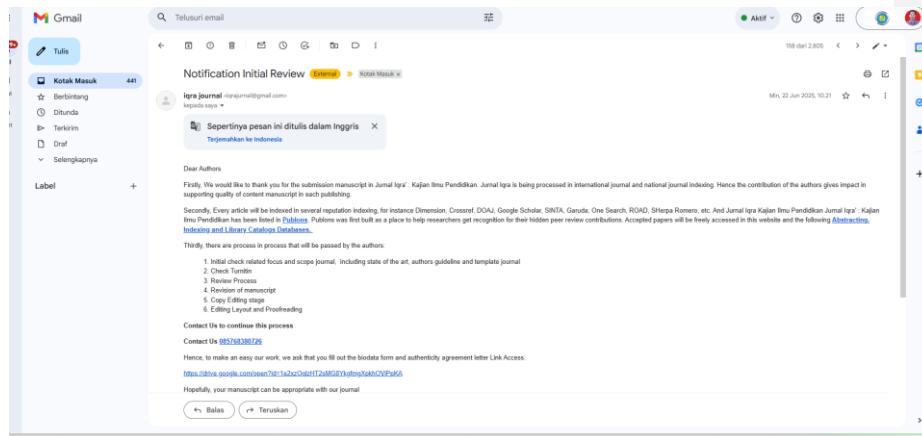 Gmail
Telusuri email
Aktif
Tulis
158 dari 2.805
Kotak Masuk 441
Berbintang
Ditunda
Terkirim
Draf
Selengkapnya
Label
Notification Initial Review External Kotak Masuk x
iqra journal <iqrajurnal@gmail.com>
Min, 22 Jun 2025, 10.21
kepada saya
Sepertinya pesan ini ditulis dalam Inggris
Terjemahkan ke Indonesia
Dear Authors
Firstly, We would like to thank you for the submission manuscript in Jurnal Iqra' : Kajian Ilmu Pendidikan. Jurnal Iqra is being processed in international journal and national journal indexing. Hence the contribution of the authors gives impact in
supporting quality of content manuscript in each publishing.
Secondly, Every article will be indexed in several reputation indexing, for instance Dimension, Crossref, DOAJ, Google Scholar, SINTA, Garuda, One Search, ROAD, SHerpa Romero, etc. And Jurnal Iqra Kajian Ilmu Pendidikan Jurnal Iqra' : Kajian
Ilmu Pendidikan has been listed in Publons. Publons was first built as a place to help researchers get recognition for their hidden peer review contributions. Accepted papers will be freely accessed in this website and the following Abstracting,
Indexing and Library Catalogs Databases.
Thirdly, there are process in process that will be passed by the authors:
1. Initial check related focus and scope journal, including state of the art, authors guideline and template journal
2. Check Turnitin
3. Review Process
4. Revision of manuscript
5. Copy Editing stage
6. Editing Layout and Proofreading
Contact Us to continue this process
Contact Us 085768380726
Hence, to make an easy our work, we ask that you fill out the biodata form and authenticity agreement letter Link Access:
Hopefully, your manuscript can be appropriate with our journal
Balas
Teruskan